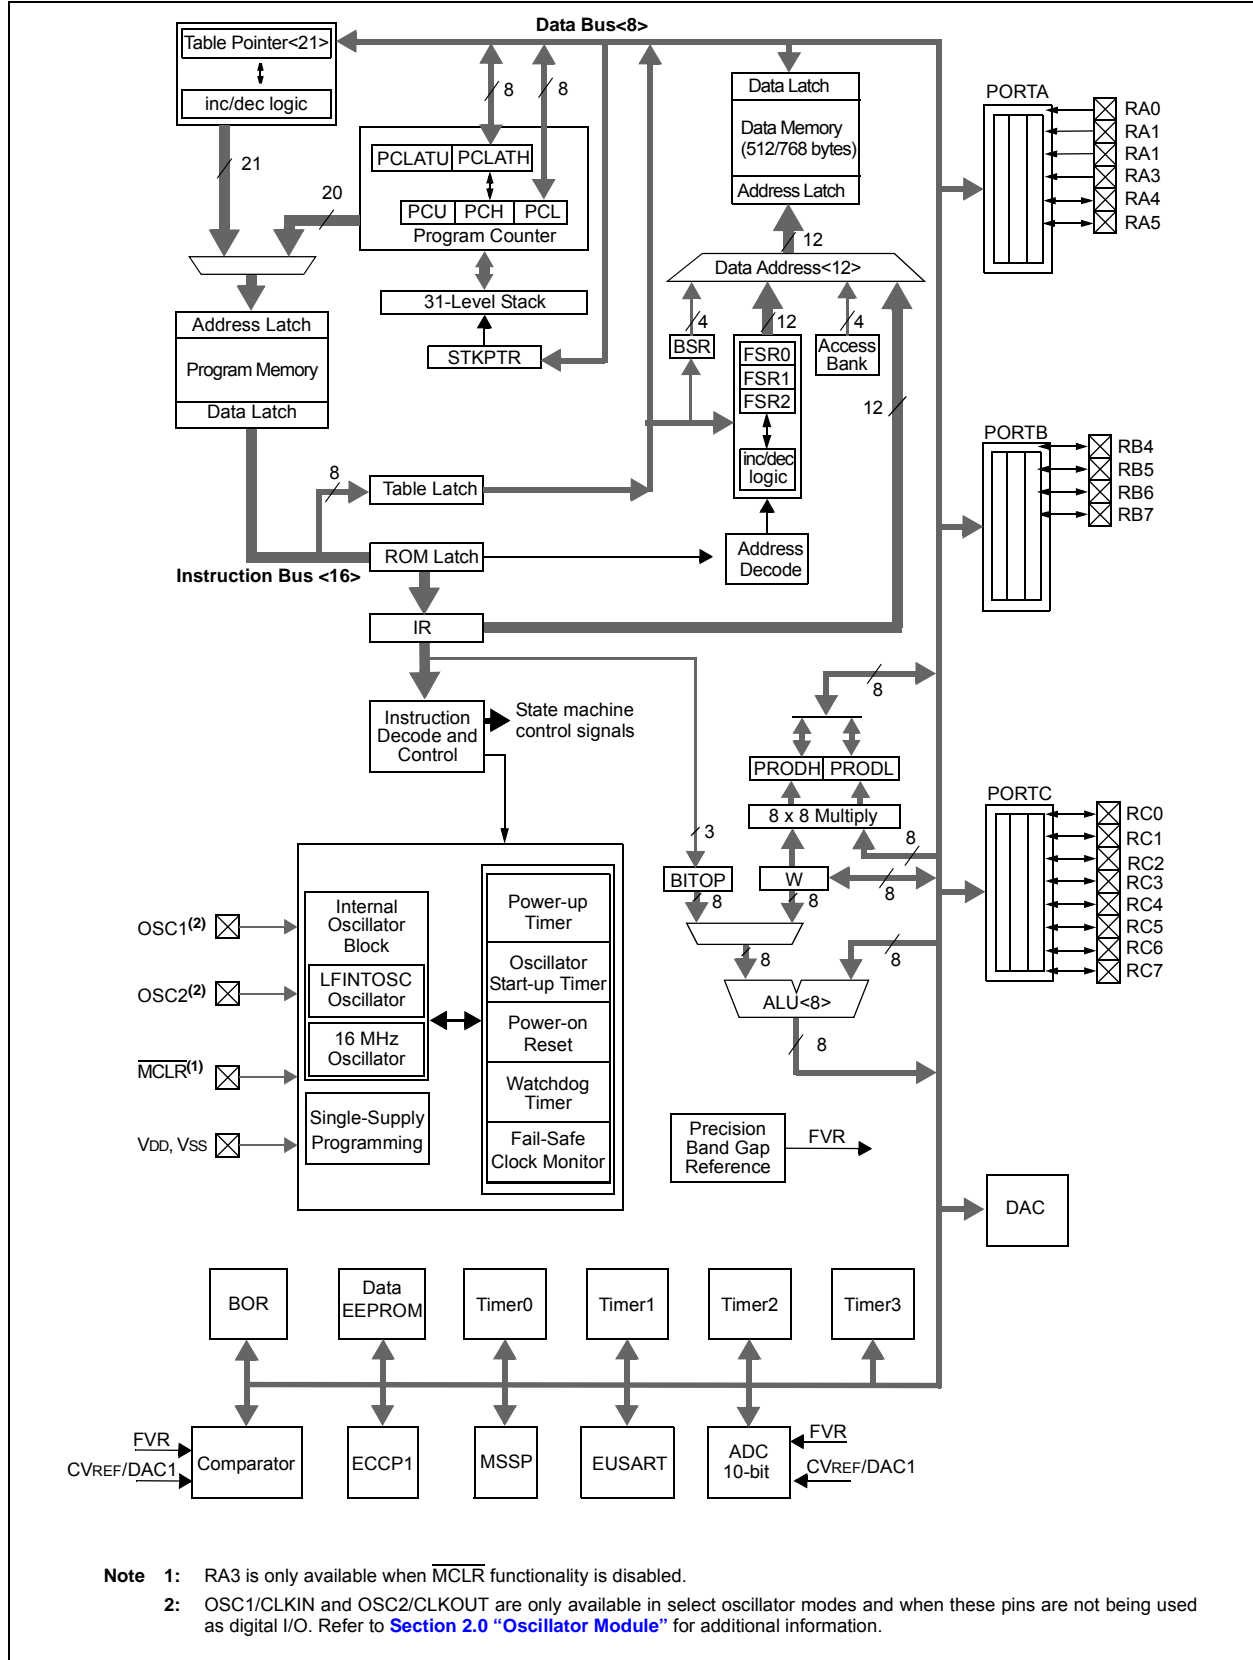 Data Bus<8>
Table Pointer<21>
inc/dec logic
21
8
8
PCLATU PCLATH
PCU PCH PCL
Program Counter
20
31-Level Stack
STKPTR
Address Latch
Program Memory
Data Latch
8
Table Latch
ROM Latch
Instruction Bus <16>
IR
Instruction
Decode and
Control
State machine
control signals
Data Latch
Data Memory
(512/768 bytes)
Address Latch
12
Data Address<12>
4
12
4
BSR
FSR0
FSR1
FSR2
inc/dec
logic
Access
Bank
12
Address
Decode
PORTA
RA0
RA1
RA1
RA3
RA4
RA5
PORTB
RB4
RB5
RB6
RB7
8
PRODH PRODL
8 x 8 Multiply
3
8
BITOP
W
8
8
8
8
8
ALU<8>
8
PORTC
RC0
RC1
RC2
RC3
RC4
RC5
RC6
RC7
OSC1(2)
OSC2(2)
MCLR(1)
VDD, VSS
Internal
Oscillator
Block
LFINTOSC
Oscillator
16 MHz
Oscillator
Single-Supply
Programming
Power-up
Timer
Oscillator
Start-up Timer
Power-on
Reset
Watchdog
Timer
Fail-Safe
Clock Monitor
Precision
Band Gap
Reference
FVR
DAC
BOR
Data
EEPROM
Timer0
Timer1
Timer2
Timer3
FVR
CVREF/DAC1
Comparator
ECCP1
MSSP
EUSART
ADC
10-bit
FVR
CVREF/DAC1
Note 1: RA3 is only available when MCLR functionality is disabled.
2: OSC1/CLKIN and OSC2/CLKOUT are only available in select oscillator modes and when these pins are not being used
as digital I/O. Refer to Section 2.0 “Oscillator Module” for additional information.